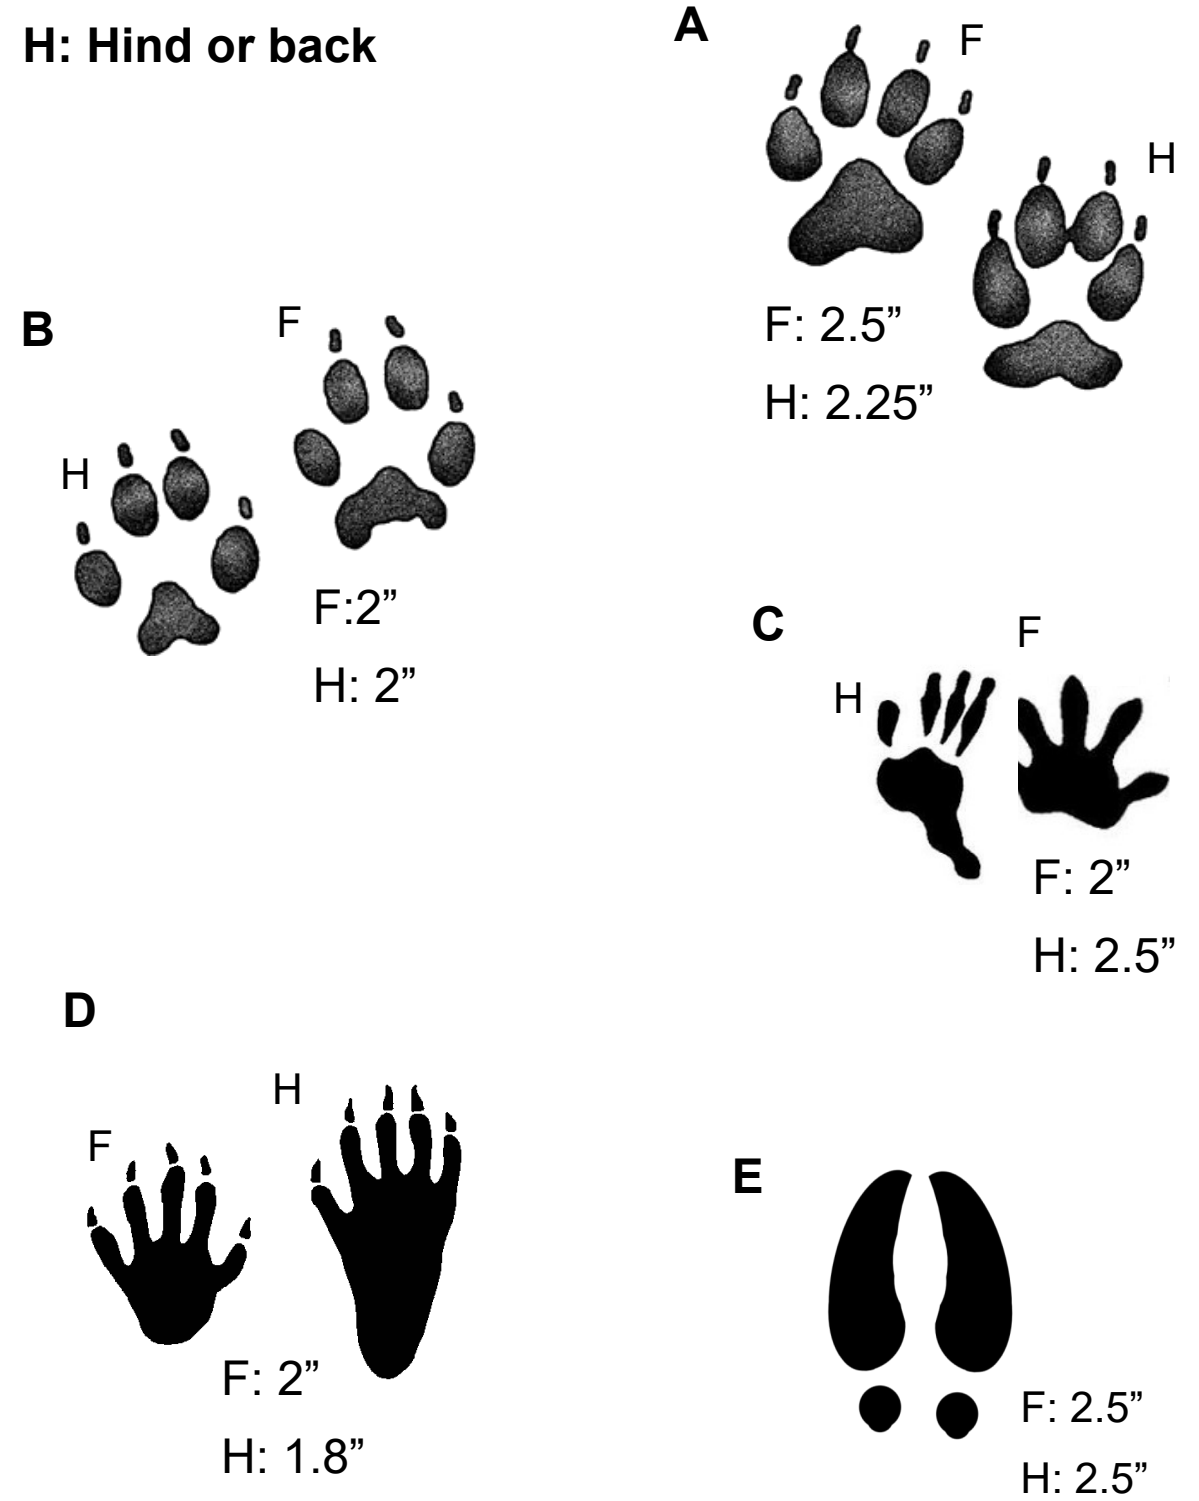 H: Hind or back
A
F
H
F: 2.5”
H: 2.25”
B
F
H
F:2”
H: 2”
C
F
H
F: 2”
H: 2.5”
D
H
F
F: 2”
H: 1.8”
E
F: 2.5”
H: 2.5”